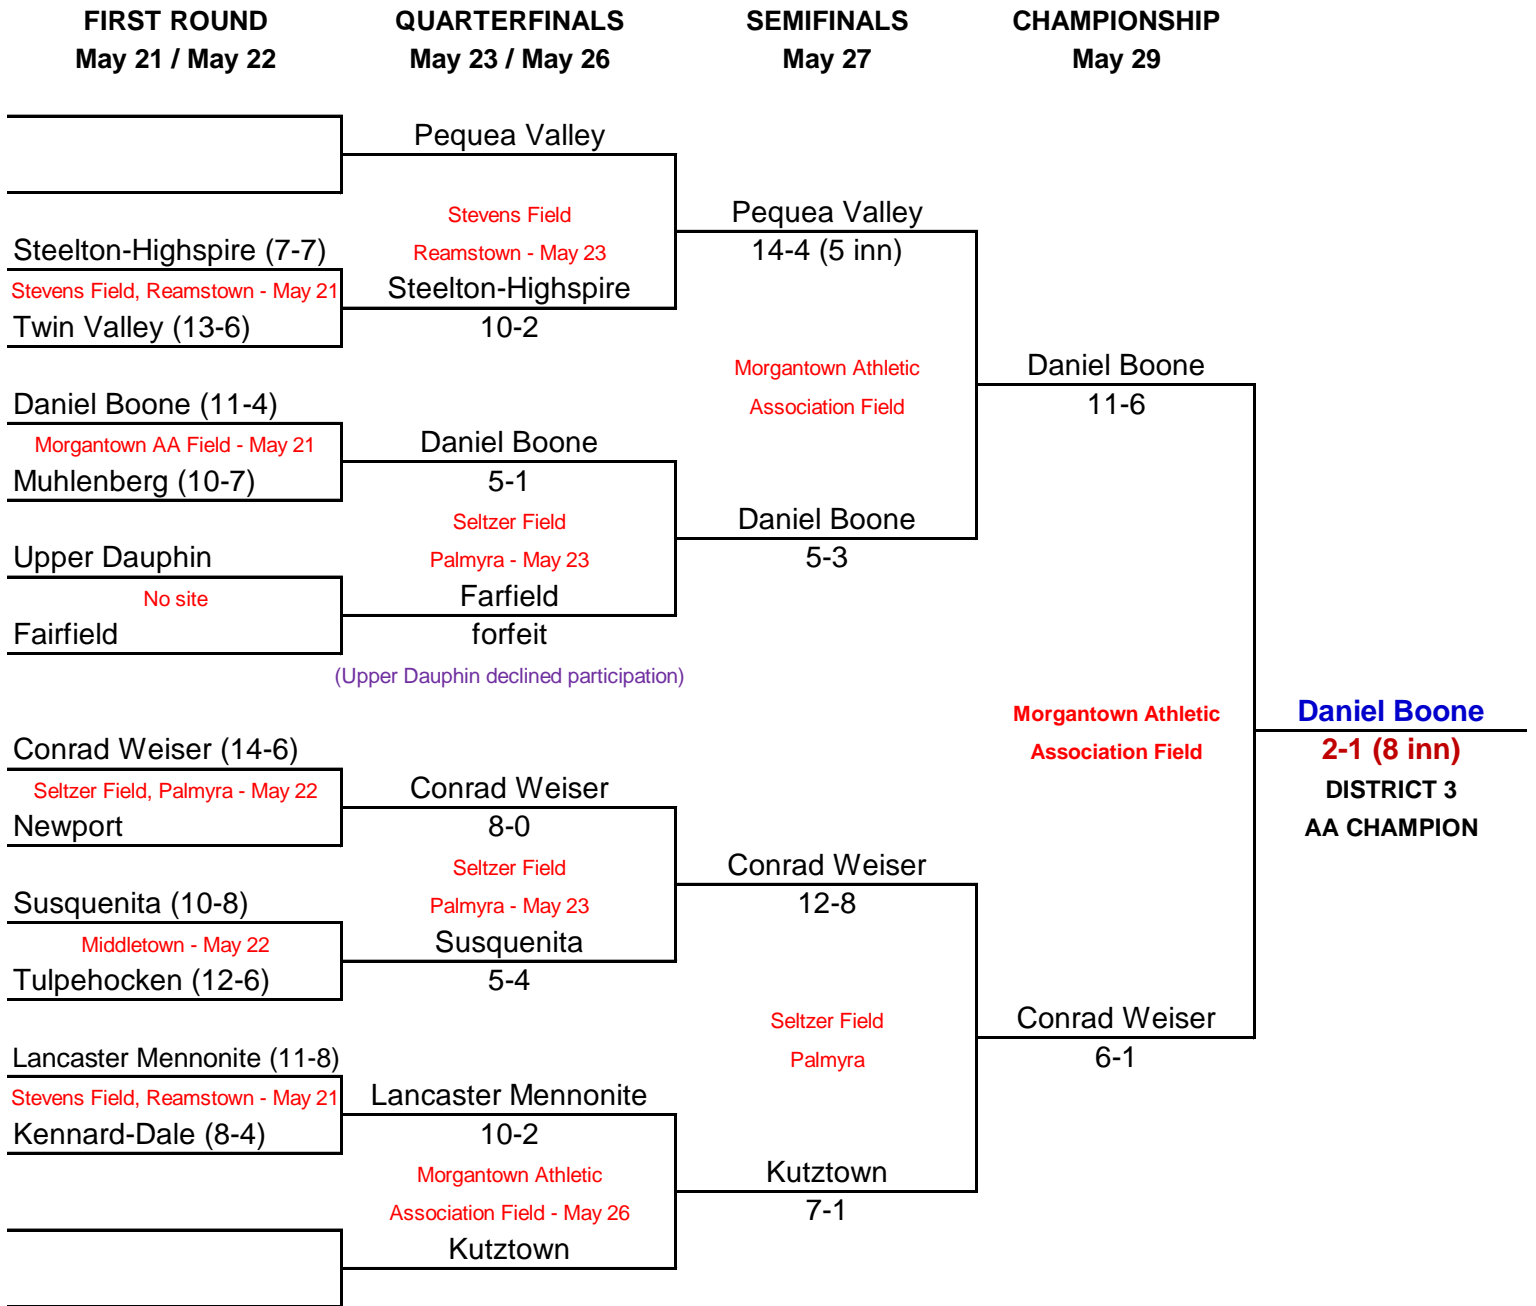 FIRST ROUND
May 21 / May 22
QUARTERFINALS
May 23 / May 26
SEMIFINALS
May 27
CHAMPIONSHIP
May 29
Steelton-Highspire (7-7)
Stevens Field, Reamstown - May 21
Twin Valley (13-6)
Daniel Boone (11-4)
Morgantown AA Field - May 21
Muhlenberg (10-7)
Upper Dauphin
No site
Fairfield
Conrad Weiser (14-6)
Seltzer Field, Palmyra - May 22
Newport
Susquenita (10-8)
Middletown - May 22
Tulpehocken (12-6)
Lancaster Mennonite (11-8)
Stevens Field, Reamstown - May 21
Kennard-Dale (8-4)
Pequea Valley
Stevens Field
Reamstown - May 23
Steelton-Highspire
10-2
Daniel Boone
5-1
Seltzer Field
Palmyra - May 23
Farfield
forfeit
(Upper Dauphin declined participation)
Conrad Weiser
8-0
Seltzer Field
Palmyra - May 23
Susquenita
5-4
Lancaster Mennonite
10-2
Morgantown Athletic
Association Field - May 26
Kutztown
Pequea Valley
14-4 (5 inn)
Morgantown Athletic
Association Field
Daniel Boone
5-3
Conrad Weiser
12-8
Seltzer Field
Palmyra
Kutztown
7-1
Daniel Boone
11-6
Morgantown Athletic
Association Field
Conrad Weiser
6-1
Daniel Boone
2-1 (8 inn)
DISTRICT 3
AA CHAMPION